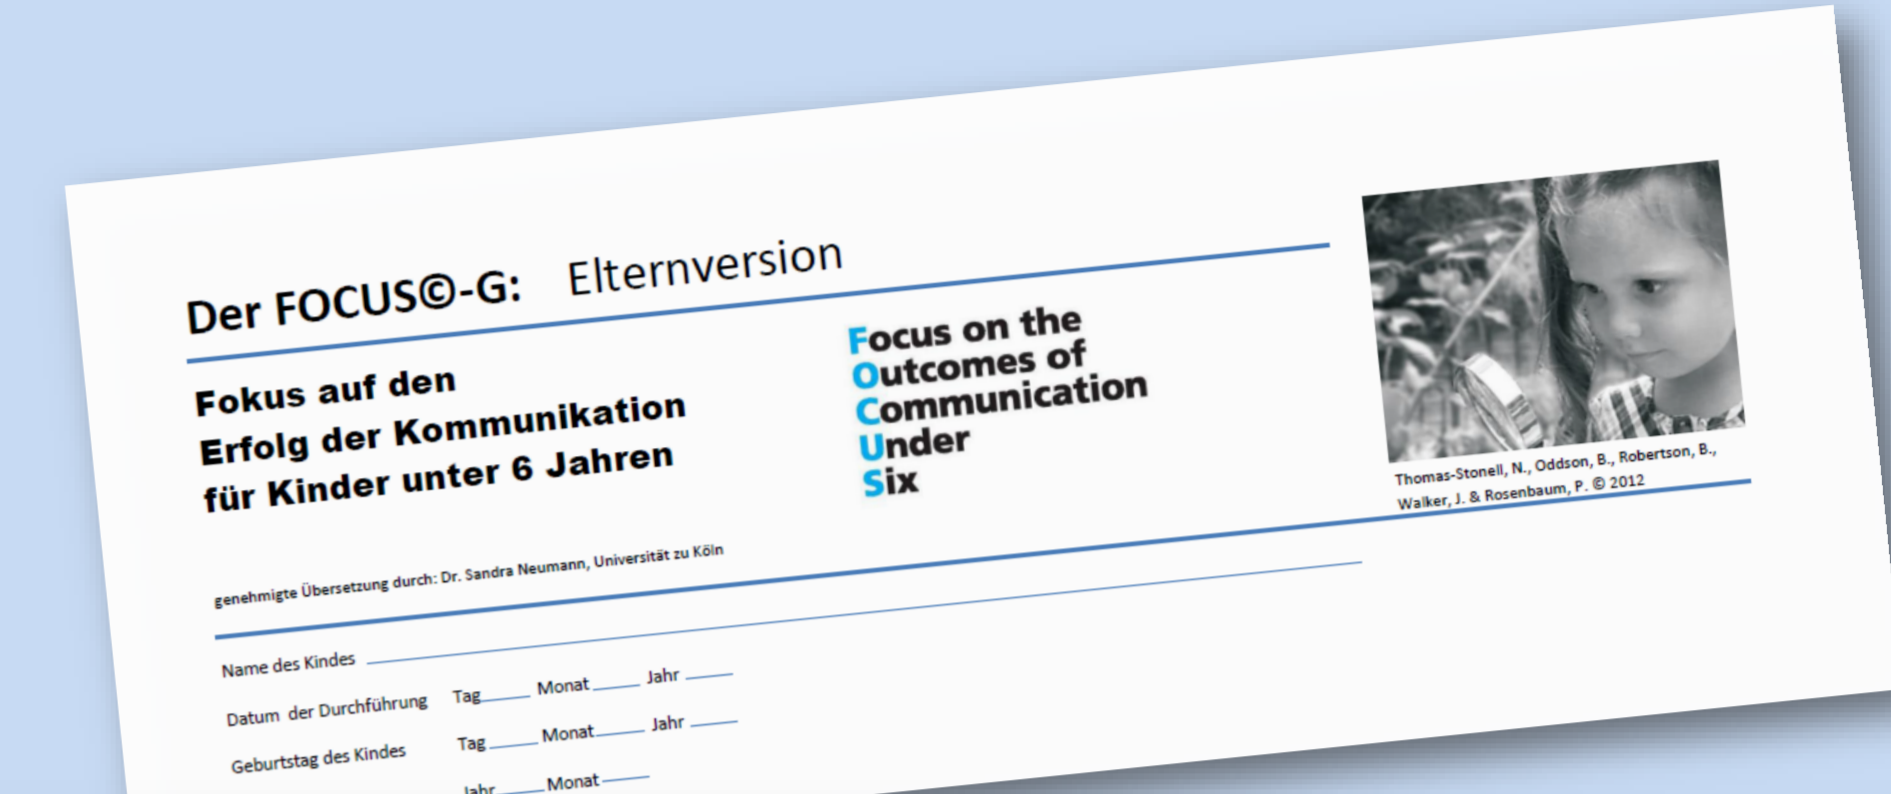 Der FOCUS©-G: Elternversion
Fokus auf den
Erfolg der Kommunikation
für Kinder unter 6 Jahren
Focus on the
Outcomes of
Communication
Under
Six
Thomas-Stonell, N., Oddson, B., Robertson, B.,
Walker, J. & Rosenbaum, P. © 2012
genehmigte Übersetzung durch: Dr. Sandra Neumann, Universität zu Köln
Name des Kindes
Datum der Durchführung Tag Monat Jahr
Geburtstag des Kindes Tag Monat Jahr
Jahr Monat